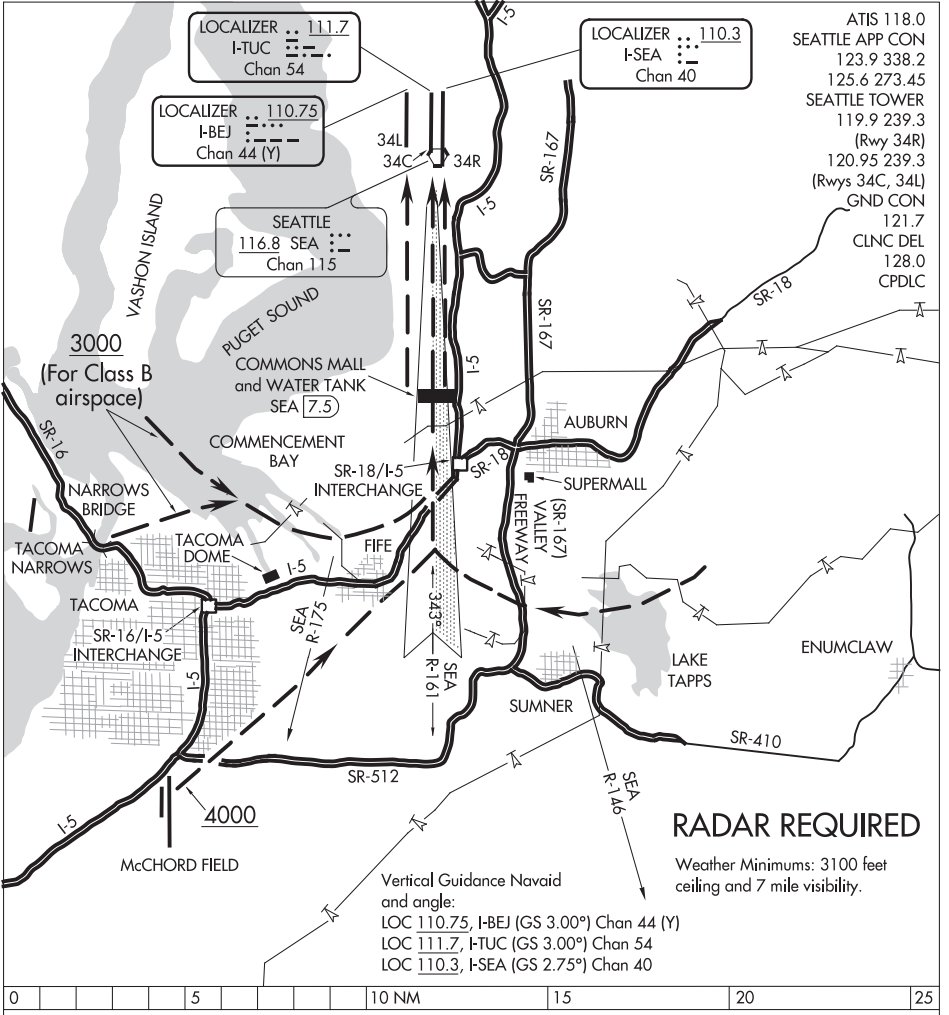 LOCALIZER 111.7
I-TUC
Chan 54
LOCALIZER 110.3
I-SEA
Chan 40
LOCALIZER 110.75
I-BEJ
Chan 44 (Y)
ATIS 118.0
SEATTLE APP CON
123.9 338.2
125.6 273.45
SEATTLE TOWER
119.9 239.3
(Rwy 34R)
120.95 239.3
(Rwys 34C, 34L)
GND CON
121.7
CLNC DEL
128.0
CPDLC
I-5
34L
34C
34R
SR-167
I-5
SEATTLE
116.8 SEA
Chan 115
VASHON ISLAND
PUGET SOUND
SR-18
SR-167
I-5
3000
(For Class B
airspace)
COMMONS MALL
and WATER TANK
SEA 7.5
SR-16
COMMENCEMENT
BAY
AUBURN
SR-18/I-5
INTERCHANGE
SR-18
SUPERMALL
NARROWS
BRIDGE
(SR-167)
VALLEY
FREEWAY
TACOMA
NARROWS
TACOMA
DOME
FIFE
I-5
TACOMA
SR-16/I-5
INTERCHANGE
SEA
R-175
343°
SEA
R-161
I-5
LAKE
TAPPS
ENUMCLAW
SUMNER
SR-410
SR-512
SEA
R-146
4000
I-5
McCHORD FIELD
RADAR REQUIRED
Weather Minimums: 3100 feet
ceiling and 7 mile visibility.
Vertical Guidance Navaid
and angle:
LOC 110.75, I-BEJ (GS 3.00°) Chan 44 (Y)
LOC 111.7, I-TUC (GS 3.00°) Chan 54
LOC 110.3, I-SEA (GS 2.75°) Chan 40
0 5 10 NM 15 20 25